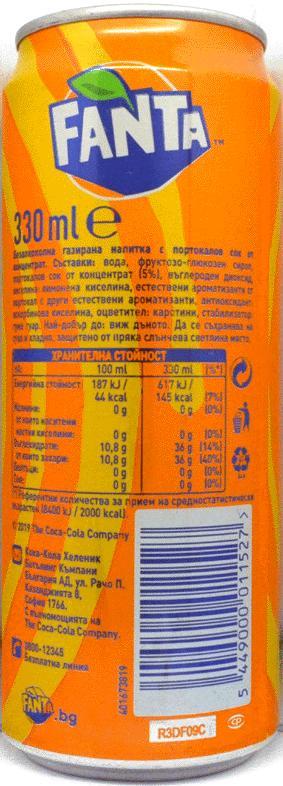 FANTA™
330 ml e
Безалкохолна газирана напитка с портокалов сок от
концентрат. Съставки: вода, фруктозо-глюкозен сироп,
портокалов сок от концентрат (5%), въглероден диоксид,
киселина: лимонена киселина, естествени ароматизанти от
портокал с други естествени ароматизанти, антиоксидант:
аскорбинова киселина, оцветител: каротини, стабилизатор:
гума гуар. Най-добър до: виж дъното. Да се съхранява на
сухо и хладно, защитено от пряка слънчева светлина място.
ХРАНИТЕЛНА СТОЙНОСТ
100 ml 330 ml (%*)
Енергийна стойност: 187 kJ / 617 kJ /
44 kcal 145 kcal (7%)
Мазнини: 0 g 0 g (0%)
от които наситени
мастни киселини: 0 g 0 g (0%)
Въглехидрати: 10,8 g 36 g (14%)
от които захари: 10,8 g 36 g (40%)
Белтъци: 0 g 0 g (0%)
Сол: 0 g 0 g (0%)
(*) Референтни количества за прием на средностатистически
възрастен (8400 kJ / 2000 kcal)
© 2019 The Coca-Cola Company
Кока-Кола Хеленик
Ботълинг Къмпани
България АД, ул. Рачо П.
Казанджията 8,
София 1766.
С пълномощията на
The Coca-Cola Company.
0800-12345
Безплатна линия
FANTA.bg
401673819
5 449000 011527 >
R3DF09C